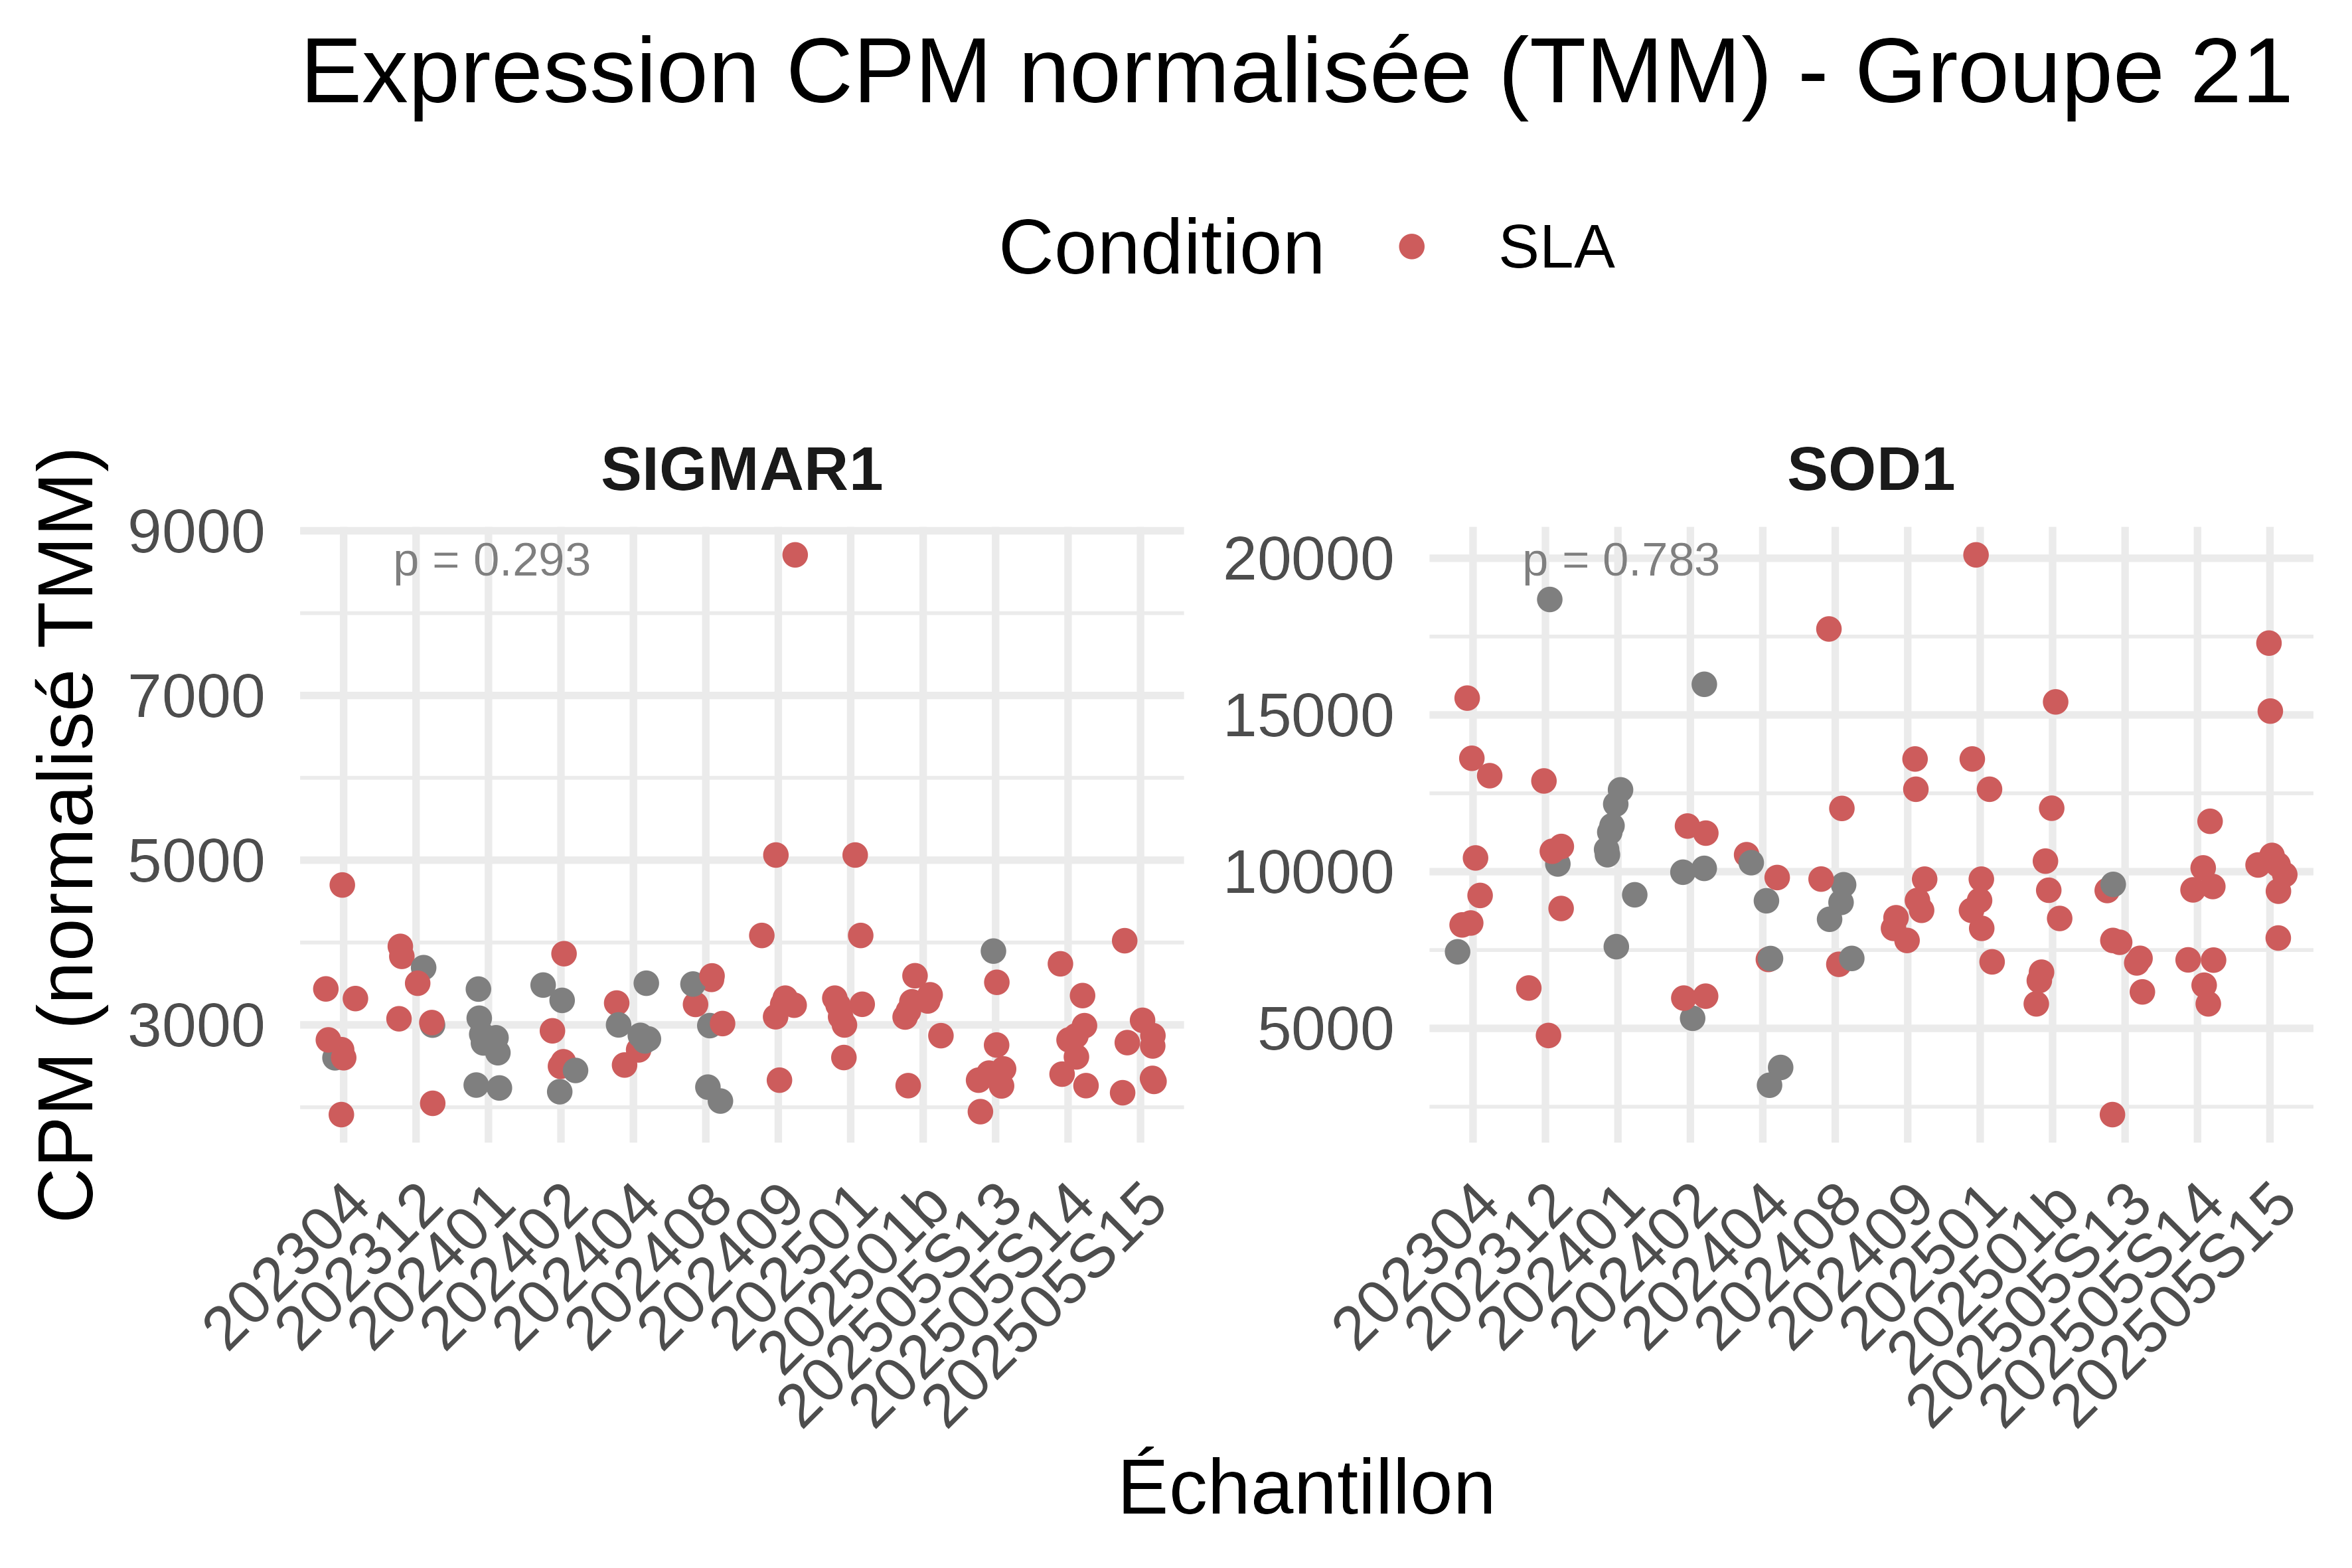 Expression CPM normalisée (TMM) - Groupe 21
Condition SLA
CPM (normalisé TMM)
SIGMAR1
9000
7000
5000
3000
p = 0.293
202304
202312
202401
202402
202404
202408
202409
202501
202501b
202505S13
202505S14
202505S15
SOD1
20000
15000
10000
5000
p = 0.783
202304
202312
202401
202402
202404
202408
202409
202501
202501b
202505S13
202505S14
202505S15
Échantillon